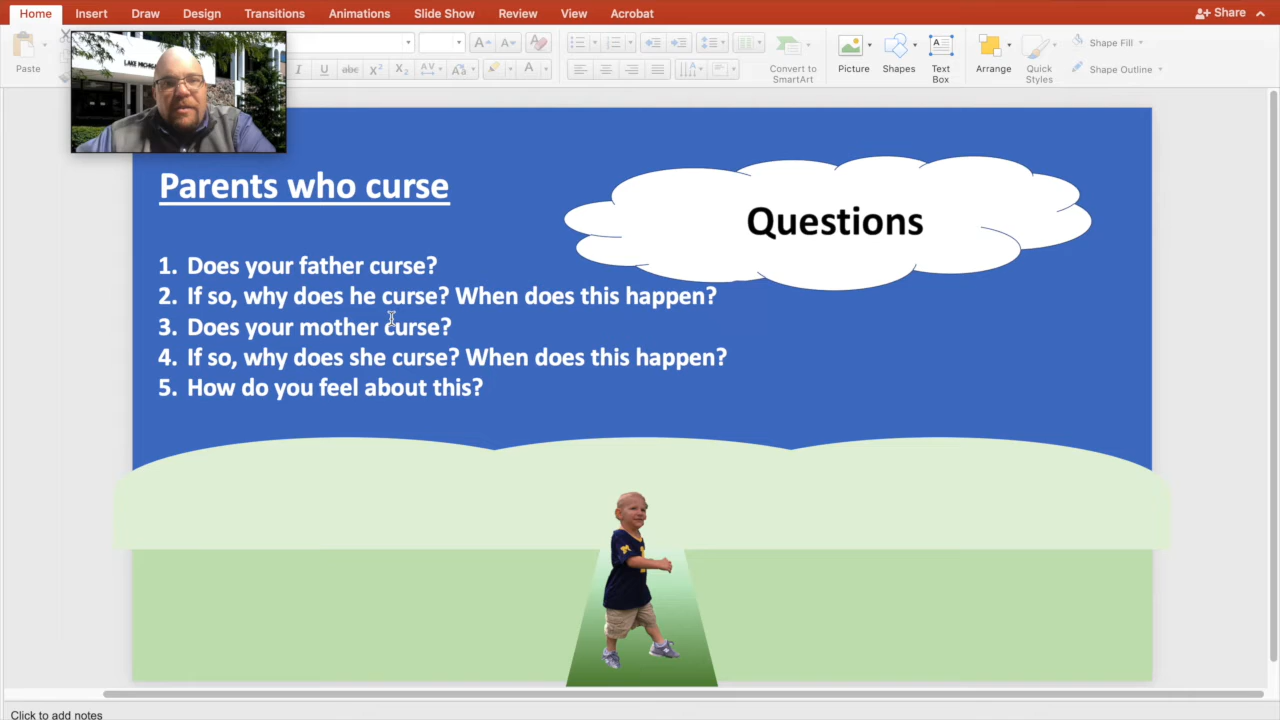 Home Insert Draw Design Transitions Animations Slide Show Review View Acrobat Share
Paste
Convert to
SmartArt
Picture Shapes Text
Box
Arrange Quick
Styles
Shape Fill
Shape Outline
LAKE
Parents who curse
Questions
1. Does your father curse?
2. If so, why does he curse? When does this happen?
3. Does your mother curse?
4. If so, why does she curse? When does this happen?
5. How do you feel about this?
Click to add notes